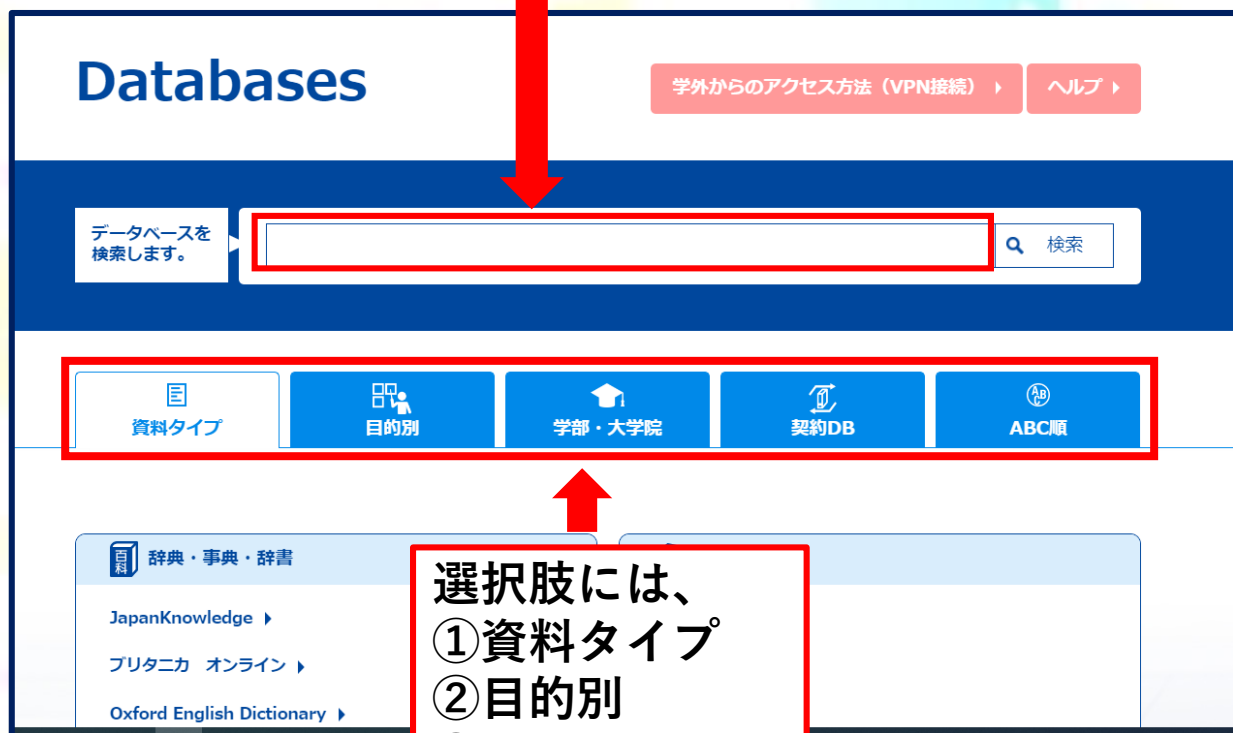 Databases
学外からのアクセス方法（VPN接続）
ヘルプ
データベースを
検索します。
検索
資料タイプ
目的別
学部・大学院
契約DB
ABC順
百科
辞典・事典・辞書
JapanKnowledge
ブリタニカ オンライン
Oxford English Dictionary
選択肢には、
①資料タイプ
②目的別